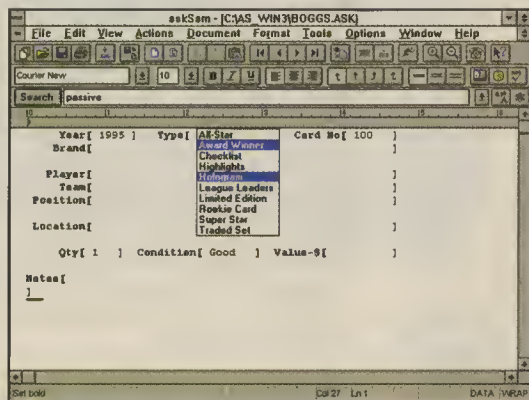 askSam - [C:\AS_WIN3\BOGGS.ASK]
File Edit View Actions Document Format Tools Options Window Help
Courier New 10 B I U
Search passive
Year[ 1995 ] Type[ All-Star Card No[ 100 ]
Brand[ Award Winner ]
Checklist
Highlights
Player[ Hologram ]
Team[ League Leaders
Position[ Limited Edition
Rookie Card
Location[ Super Star ]
Traded Set
Qty[ 1 ] Condition[ Good ] Value-$[ ]
Notes[
]
Set bold Col 27 Ln 1 DATA WRAP